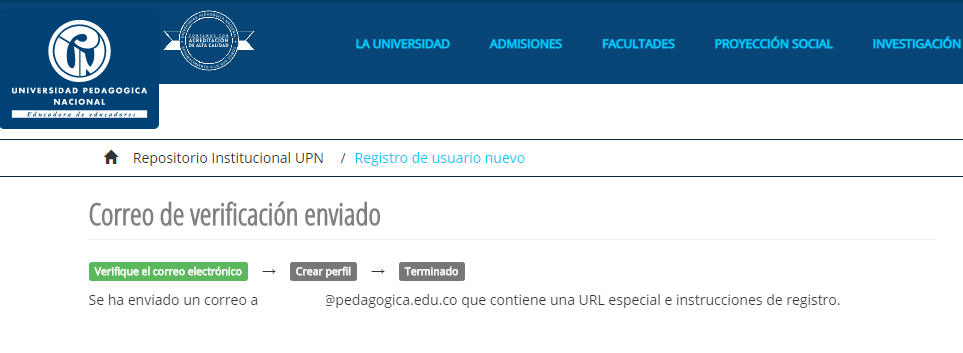 CONTAMOS CON
ACREDITACIÓN
DE ALTA CALIDAD
LA UNIVERSIDAD ADMISIONES FACULTADES PROYECCIÓN SOCIAL INVESTIGACIÓN
UNIVERSIDAD PEDAGOGICA
NACIONAL
Educadora de educadores
Repositorio Institucional UPN / Registro de usuario nuevo
Correo de verificación enviado
Verifique el correo electrónico → Crear perfil → Terminado
Se ha enviado un correo a @pedagogica.edu.co que contiene una URL especial e instrucciones de registro.